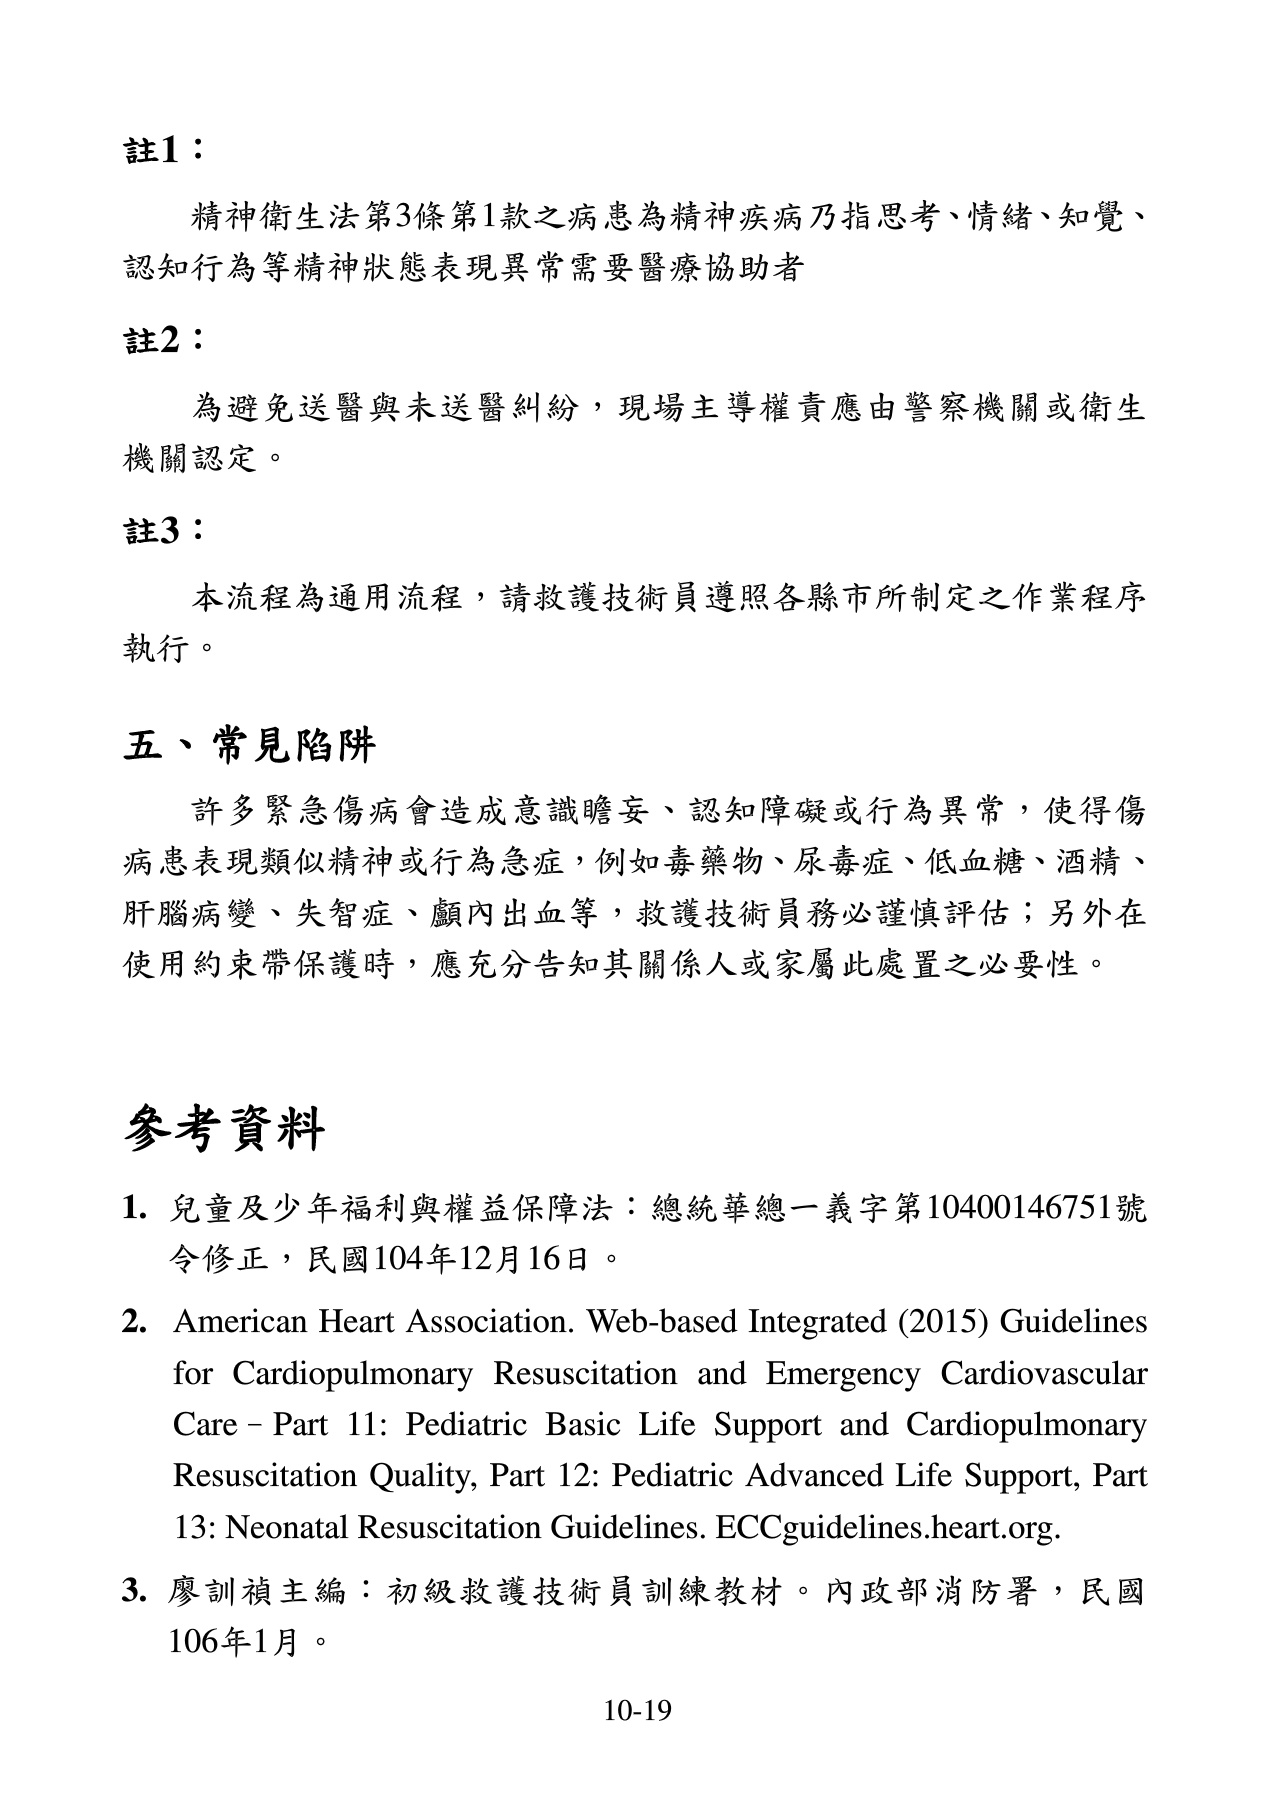 註1：
精神衛生法第3條第1款之病患為精神疾病乃指思考、情緒、知覺、
認知行為等精神狀態表現異常需要醫療協助者
註2：
為避免送醫與未送醫糾紛，現場主導權責應由警察機關或衛生
機關認定。
註3：
本流程為通用流程，請救護技術員遵照各縣市所制定之作業程序
執行。
五、常見陷阱
許多緊急傷病會造成意識瞻妄、認知障礙或行為異常，使得傷
病患表現類似精神或行為急症，例如毒藥物、尿毒症、低血糖、酒精、
肝腦病變、失智症、顱內出血等，救護技術員務必謹慎評估；另外在
使用約束帶保護時，應充分告知其關係人或家屬此處置之必要性。
參考資料
1. 兒童及少年福利與權益保障法：總統華總一義字第10400146751號
令修正，民國104年12月16日。
2. American Heart Association. Web-based Integrated (2015) Guidelines
for Cardiopulmonary Resuscitation and Emergency Cardiovascular
Care – Part 11: Pediatric Basic Life Support and Cardiopulmonary
Resuscitation Quality, Part 12: Pediatric Advanced Life Support, Part
13: Neonatal Resuscitation Guidelines. ECCguidelines.heart.org.
3. 廖訓禎主編：初級救護技術員訓練教材。內政部消防署，民國
106年1月。
10-19